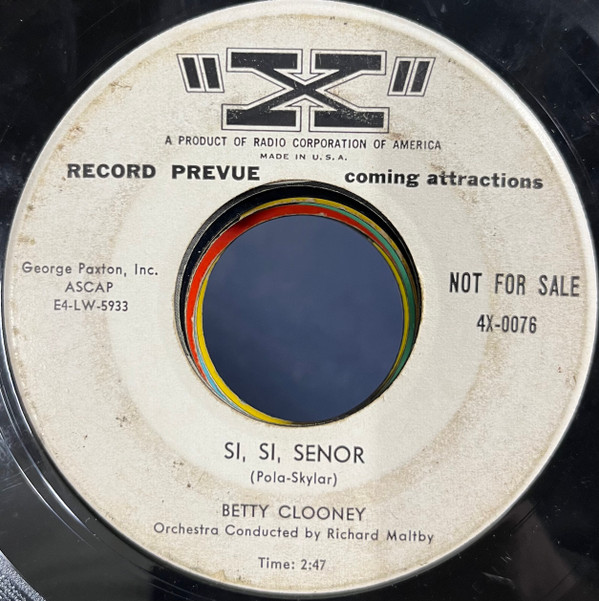 "X"
A PRODUCT OF RADIO CORPORATION OF AMERICA
MADE IN U.S.A.
RECORD PREVUE coming attractions
George Paxton, Inc.
ASCAP
E4-LW-5933
NOT FOR SALE
4X-0076
SI, SI, SENOR
(Pola-Skylar)
BETTY CLOONEY
Orchestra Conducted by Richard Maltby
Time: 2:47